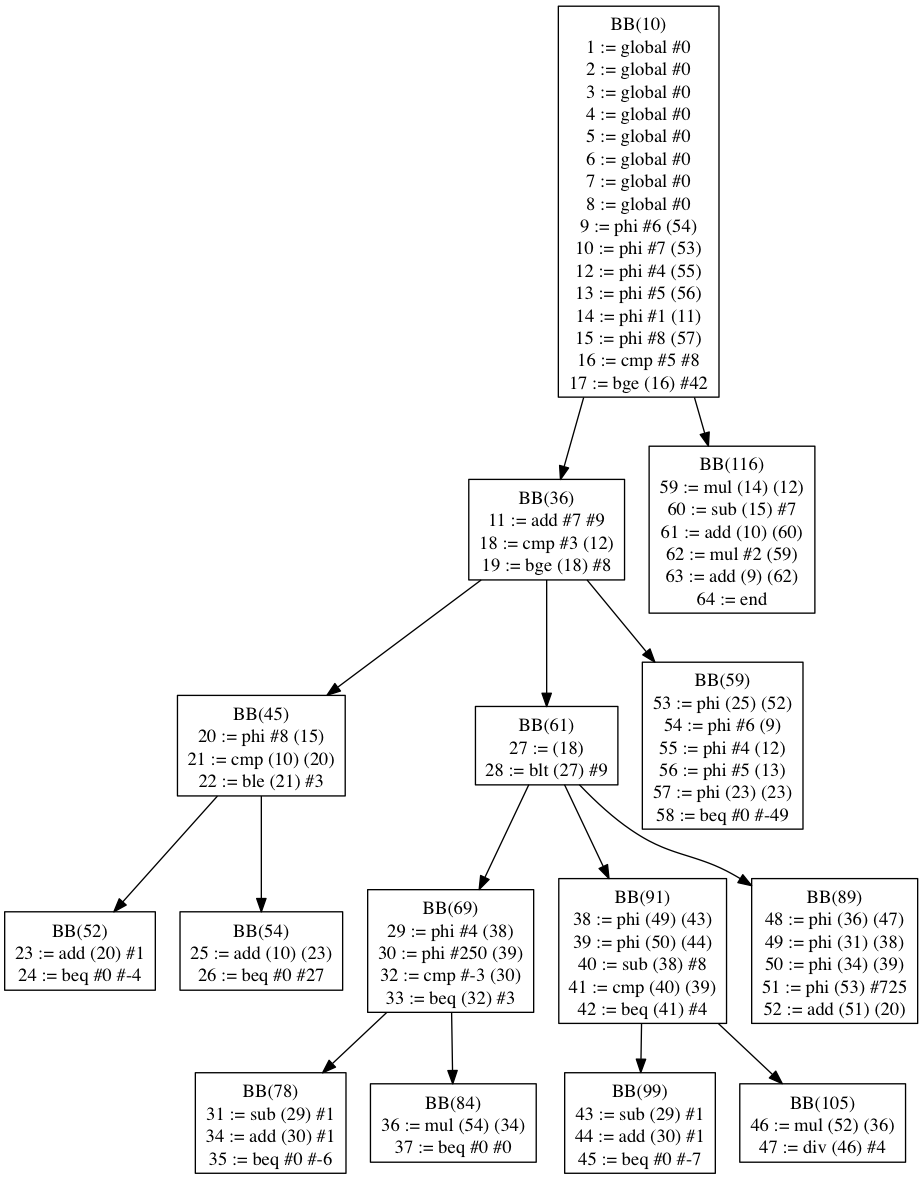 BB(10)
1 := global #0
2 := global #0
3 := global #0
4 := global #0
5 := global #0
6 := global #0
7 := global #0
8 := global #0
9 := phi #6 (54)
10 := phi #7 (53)
12 := phi #4 (55)
13 := phi #5 (56)
14 := phi #1 (11)
15 := phi #8 (57)
16 := cmp #5 #8
17 := bge (16) #42
BB(116)
59 := mul (14) (12)
60 := sub (15) #7
61 := add (10) (60)
62 := mul #2 (59)
63 := add (9) (62)
64 := end
BB(36)
11 := add #7 #9
18 := cmp #3 (12)
19 := bge (18) #8
BB(59)
53 := phi (25) (52)
54 := phi #6 (9)
55 := phi #4 (12)
56 := phi #5 (13)
57 := phi (23) (23)
58 := beq #0 #-49
BB(45)
20 := phi #8 (15)
21 := cmp (10) (20)
22 := ble (21) #3
BB(61)
27 := (18)
28 := blt (27) #9
BB(52)
23 := add (20) #1
24 := beq #0 #-4
BB(54)
25 := add (10) (23)
26 := beq #0 #27
BB(69)
29 := phi #4 (38)
30 := phi #250 (39)
32 := cmp #-3 (30)
33 := beq (32) #3
BB(91)
38 := phi (49) (43)
39 := phi (50) (44)
40 := sub (38) #8
41 := cmp (40) (39)
42 := beq (41) #4
BB(89)
48 := phi (36) (47)
49 := phi (31) (38)
50 := phi (34) (39)
51 := phi (53) #725
52 := add (51) (20)
BB(78)
31 := sub (29) #1
34 := add (30) #1
35 := beq #0 #-6
BB(84)
36 := mul (54) (34)
37 := beq #0 #0
BB(99)
43 := sub (29) #1
44 := add (30) #1
45 := beq #0 #-7
BB(105)
46 := mul (52) (36)
47 := div (46) #4